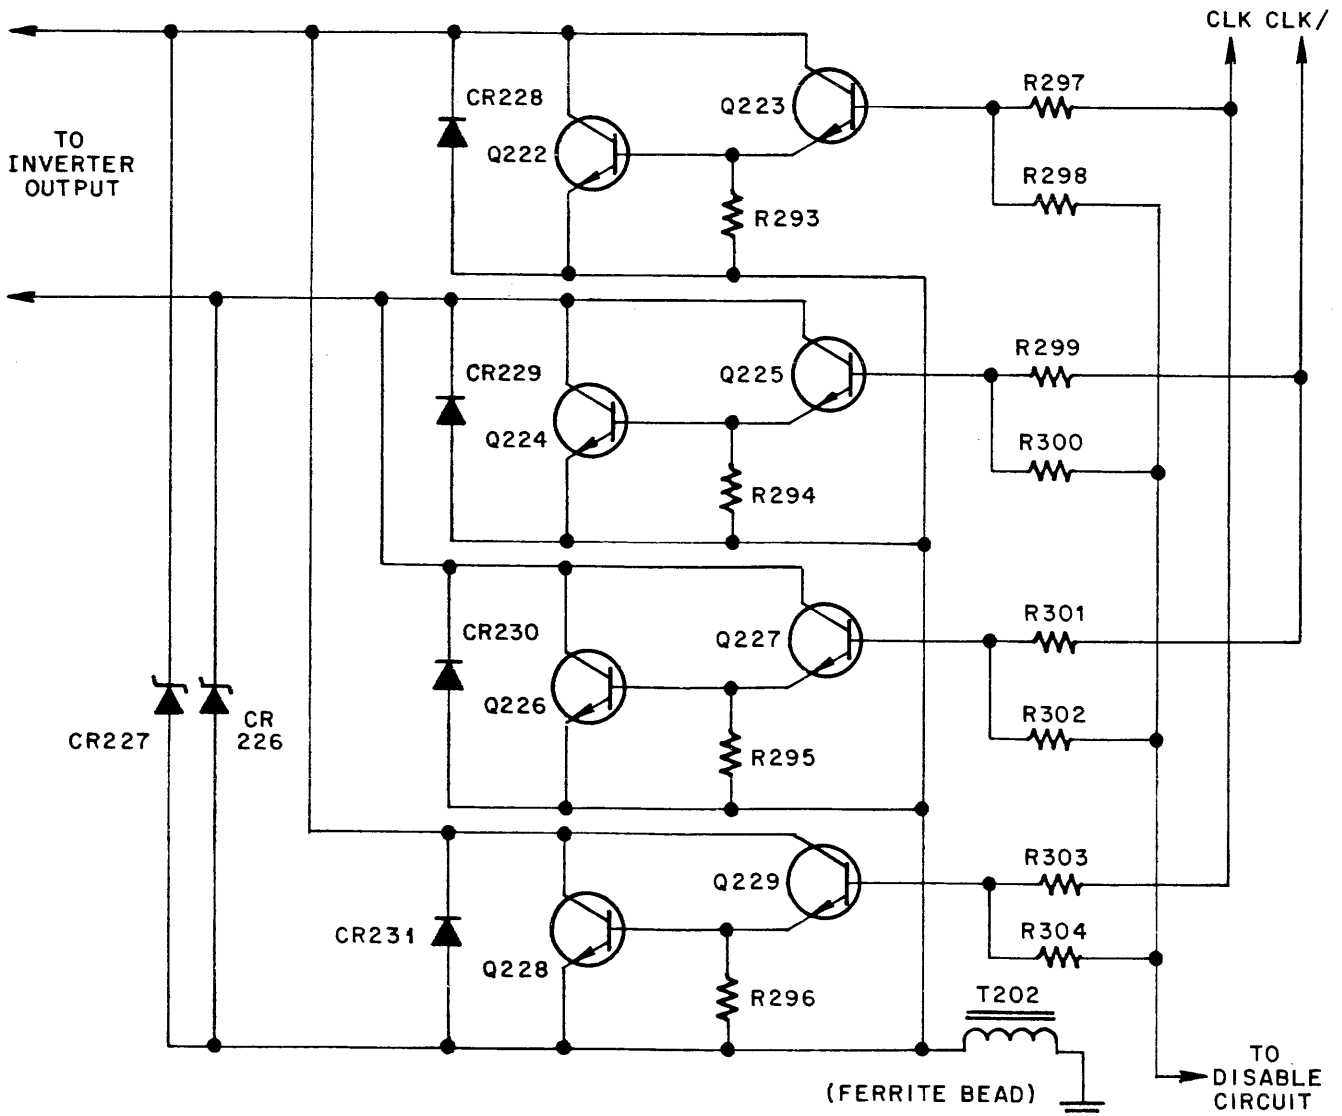 CLK CLK/
R297
CR228
Q223
TO
INVERTER
OUTPUT
Q222
R298
R293
R299
CR229
Q225
Q224
R300
R294
R301
CR230
Q227
Q226
R302
CR227
CR
226
R295
R303
Q229
CR231
R304
Q228
R296
T202
TO
DISABLE
CIRCUIT
(FERRITE BEAD)